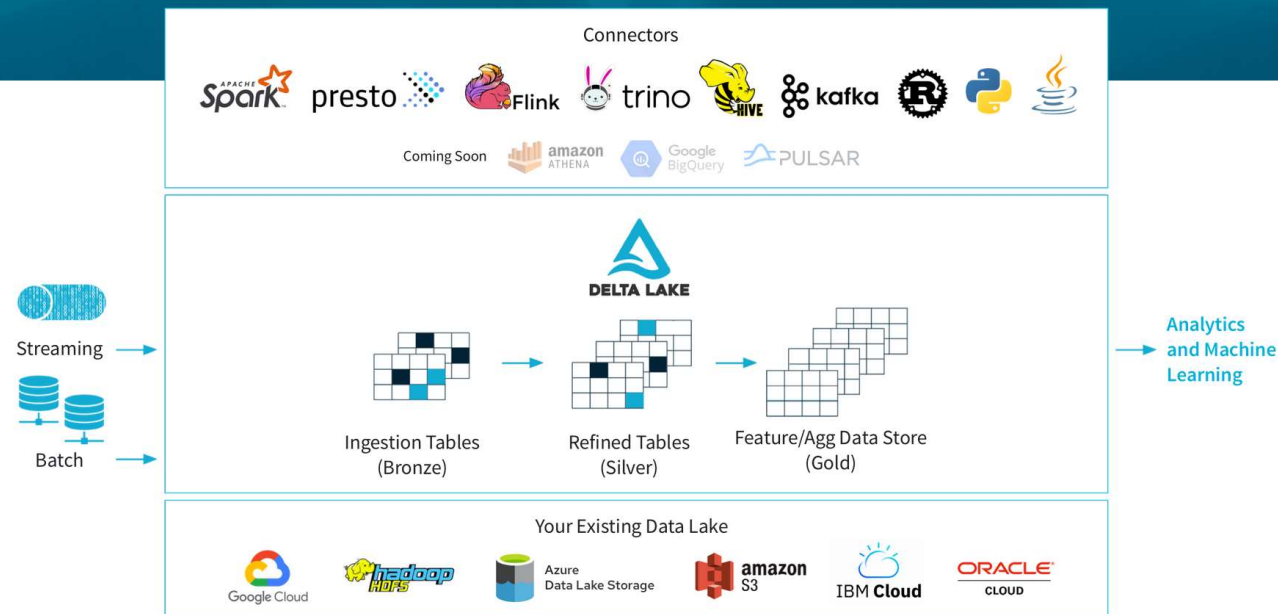 Connectors
APACHE
Spark™
presto
Flink
trino
HIVE
kafka
R
Coming Soon
amazon
ATHENA
Google
BigQuery
PULSAR
DELTA LAKE
Streaming
Batch
Ingestion Tables
(Bronze)
Refined Tables
(Silver)
Feature/Agg Data Store
(Gold)
Analytics
and Machine
Learning
Your Existing Data Lake
Google Cloud
hadoop
HDFS
Azure
Data Lake Storage
amazon
S3
IBM Cloud
ORACLE
CLOUD